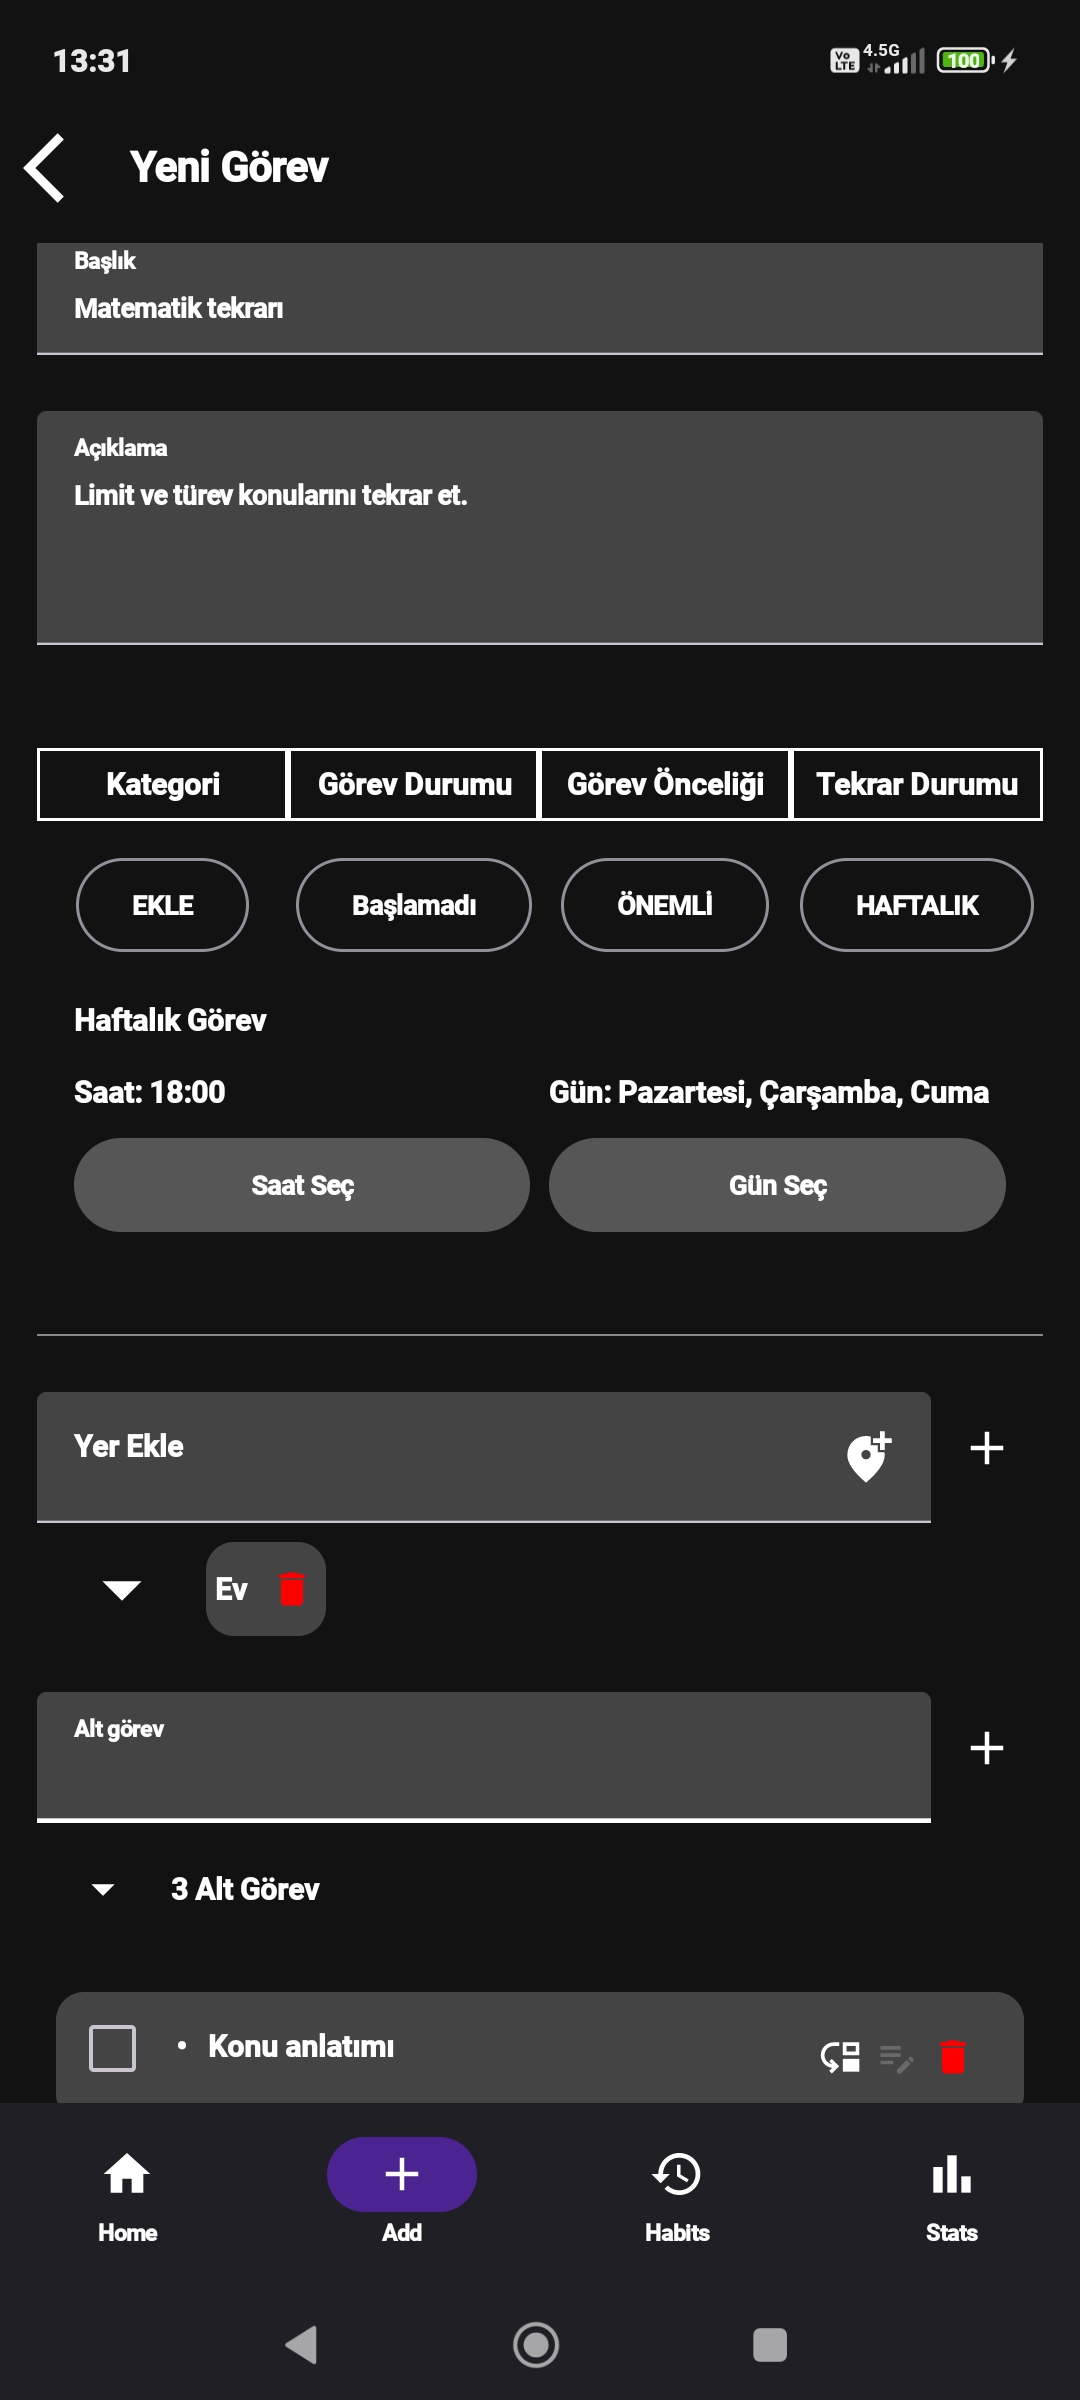 13:31
Vo LTE 4.5G 100
Yeni Görev
Başlık
Matematik tekrarı
Açıklama
Limit ve türev konularını tekrar et.
Kategori Görev Durumu Görev Önceliği Tekrar Durumu
EKLE Başlamadı ÖNEMLİ HAFTALIK
Haftalık Görev
Saat: 18:00 Gün: Pazartesi, Çarşamba, Cuma
Saat Seç Gün Seç
Yer Ekle
Ev
Alt görev
3 Alt Görev
• Konu anlatımı
Home Add Habits Stats